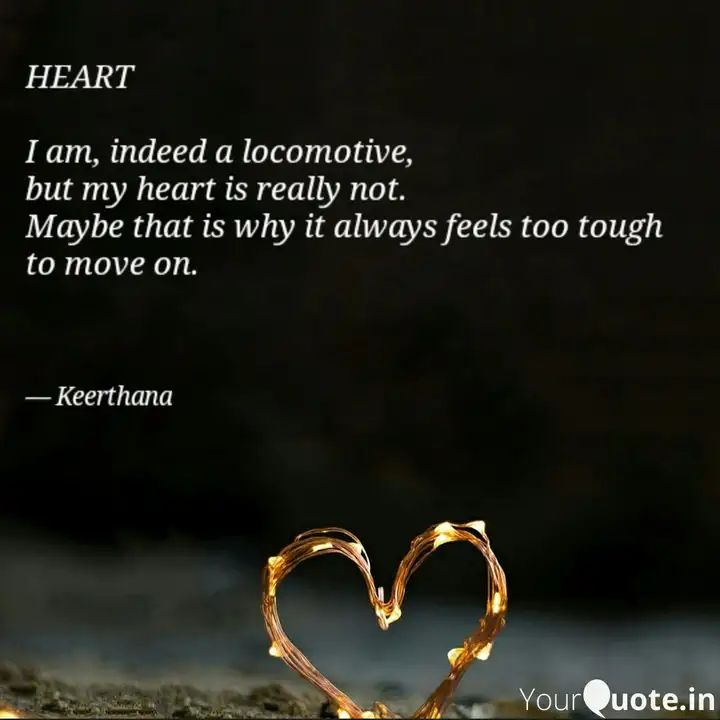 HEART
I am, indeed a locomotive,
but my heart is really not.
Maybe that is why it always feels too tough
to move on.
— Keerthana
YourQuote.in